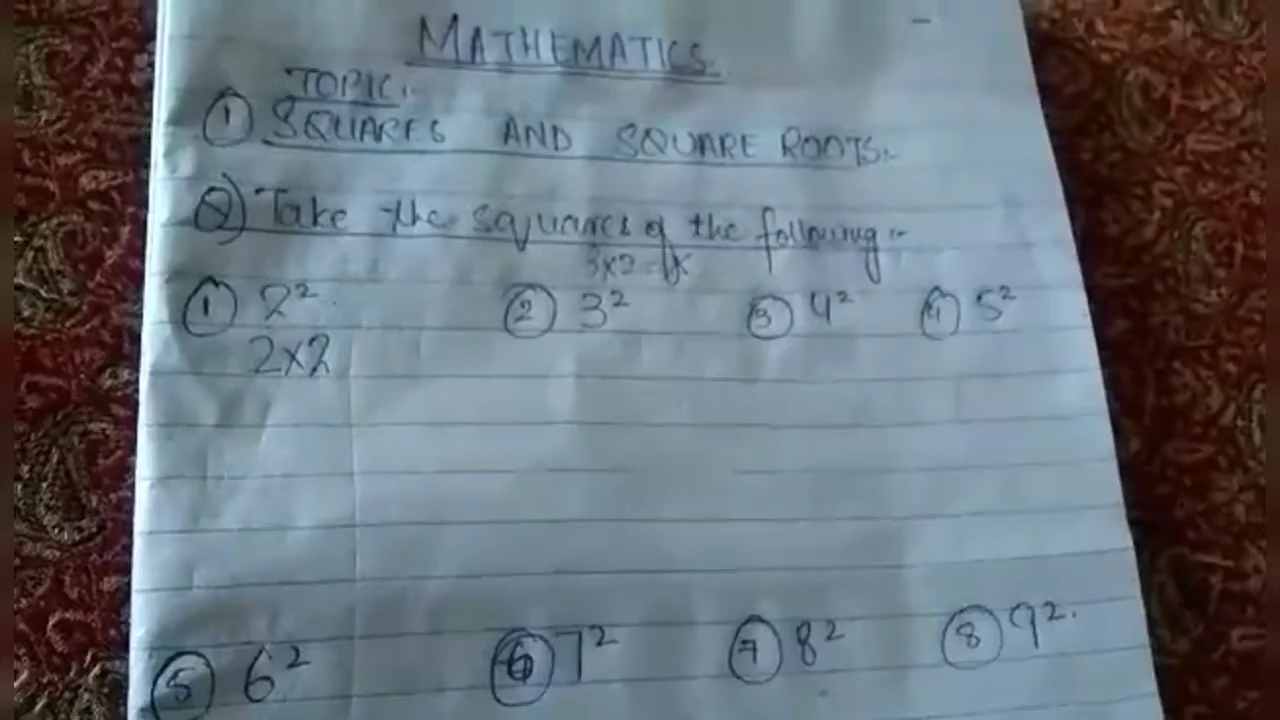 MATHEMATICS
TOPIC:
① SQUARES AND SQUARE ROOTS:-
Q) Take the squares of the following :-
3x2
① 2². ② 3² ③ 4² ④ 5²
2x2
⑤ 6² ⑥ 7² ⑦ 8² ⑧ 9².